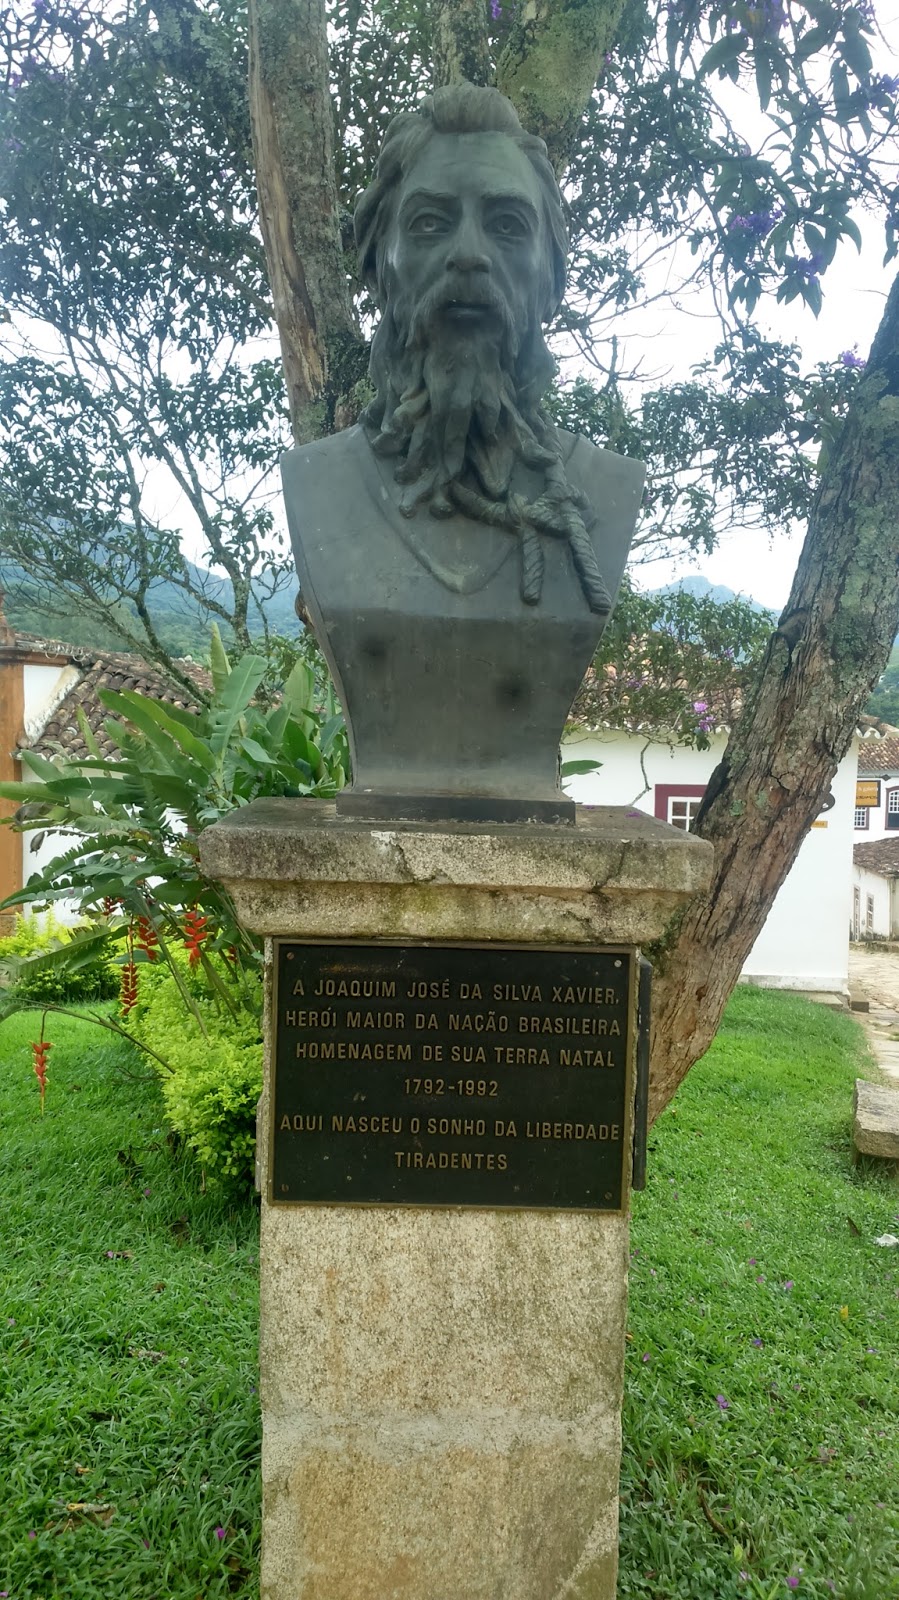 A JOAQUIM JOSÉ DA SILVA XAVIER,
HERÓI MAIOR DA NAÇÃO BRASILEIRA
HOMENAGEM DE SUA TERRA NATAL
1792-1992
AQUI NASCEU O SONHO DA LIBERDADE
TIRADENTES